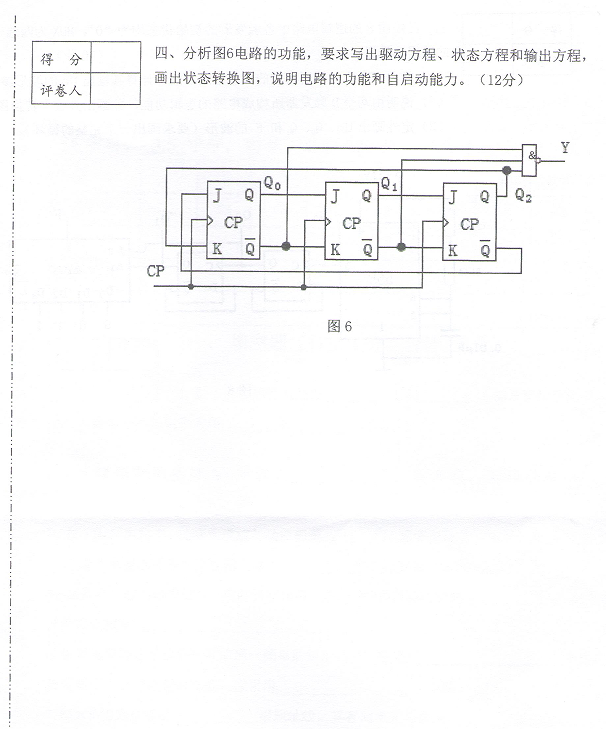 得 分
评卷人
四、分析图6电路的功能，要求写出驱动方程、状态方程和输出方程，
画出状态转换图，说明电路的功能和自启动能力。（12分）
& Y
Q₀ Q₁ Q₂
J Q J Q J Q
CP CP CP
K Q̅ K Q̅ K Q̅
CP
图 6